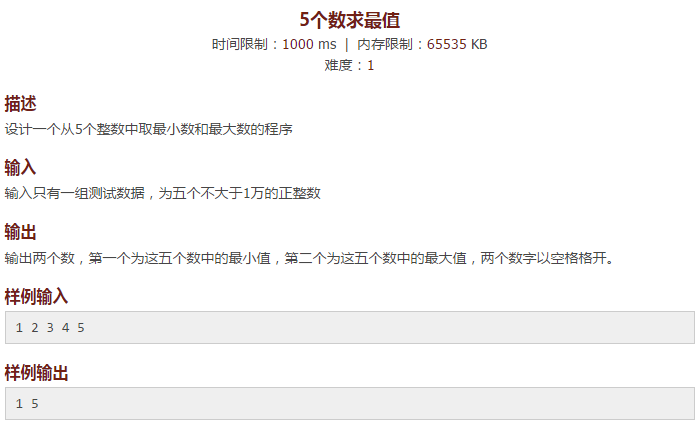 5个数求最值
时间限制：1000 ms | 内存限制：65535 KB
难度：1
描述
设计一个从5个整数中取最小数和最大数的程序
输入
输入只有一组测试数据，为五个不大于1万的正整数
输出
输出两个数，第一个为这五个数中的最小值，第二个为这五个数中的最大值，两个数字以空格格开。
样例输入
1 2 3 4 5
样例输出
1 5